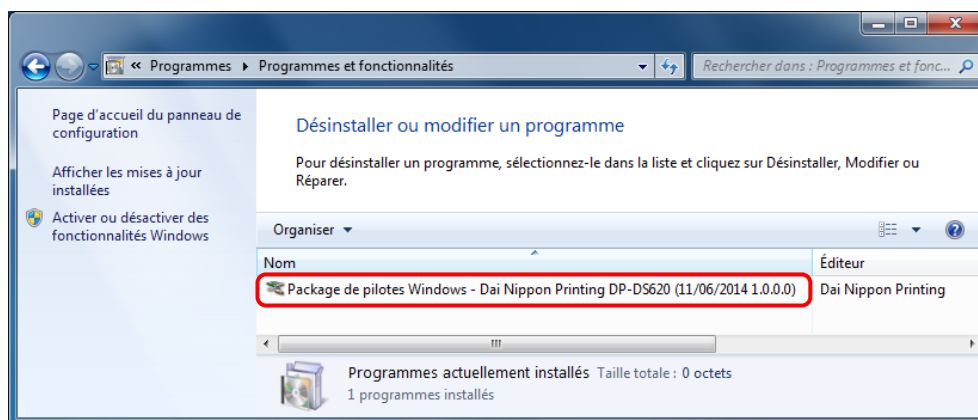 « Programmes ▸ Programmes et fonctionnalités
Rechercher dans : Programmes et fonc...
Page d'accueil du panneau de
configuration
Afficher les mises à jour
installées
Activer ou désactiver des
fonctionnalités Windows
Désinstaller ou modifier un programme
Pour désinstaller un programme, sélectionnez-le dans la liste et cliquez sur Désinstaller, Modifier ou
Réparer.
Organiser
Nom
Éditeur
Package de pilotes Windows - Dai Nippon Printing DP-DS620 (11/06/2014 1.0.0.0)
Dai Nippon Printing
Programmes actuellement installés Taille totale : 0 octets
1 programmes installés